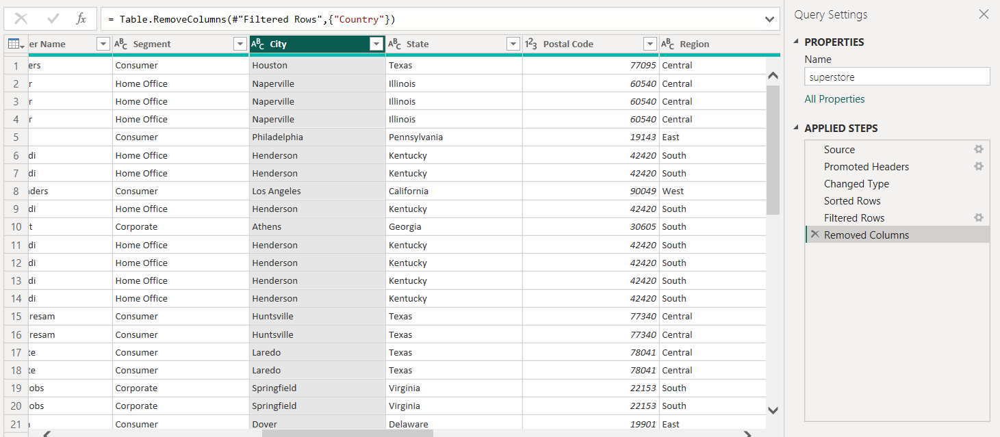 fx = Table.RemoveColumns(#"Filtered Rows",{"Country"})
er Name ABC Segment ABC City ABC State 123 Postal Code ABC Region
1 ers Consumer Houston Texas 77095 Central
2 r Home Office Naperville Illinois 60540 Central
3 r Home Office Naperville Illinois 60540 Central
4 r Home Office Naperville Illinois 60540 Central
5 Consumer Philadelphia Pennsylvania 19143 East
6 di Home Office Henderson Kentucky 42420 South
7 di Home Office Henderson Kentucky 42420 South
8 nders Consumer Los Angeles California 90049 West
9 di Home Office Henderson Kentucky 42420 South
10 t Corporate Athens Georgia 30605 South
11 di Home Office Henderson Kentucky 42420 South
12 di Home Office Henderson Kentucky 42420 South
13 di Home Office Henderson Kentucky 42420 South
14 di Home Office Henderson Kentucky 42420 South
15 resam Consumer Huntsville Texas 77340 Central
16 resam Consumer Huntsville Texas 77340 Central
17 te Consumer Laredo Texas 78041 Central
18 te Consumer Laredo Texas 78041 Central
19 obs Corporate Springfield Virginia 22153 South
20 obs Corporate Springfield Virginia 22153 South
21 Consumer Dover Delaware 19901 East
Query Settings
PROPERTIES
Name
superstore
All Properties
APPLIED STEPS
Source
Promoted Headers
Changed Type
Sorted Rows
Filtered Rows
Removed Columns